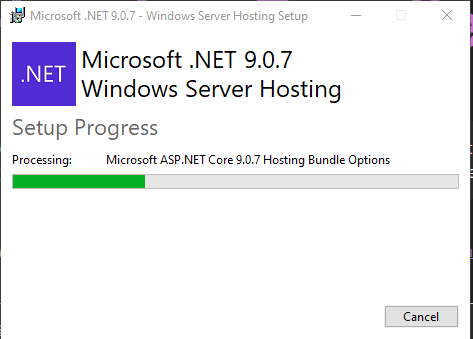 Microsoft .NET 9.0.7 - Windows Server Hosting Setup
.NET
Microsoft .NET 9.0.7
Windows Server Hosting
Setup Progress
Processing: Microsoft ASP.NET Core 9.0.7 Hosting Bundle Options
Cancel